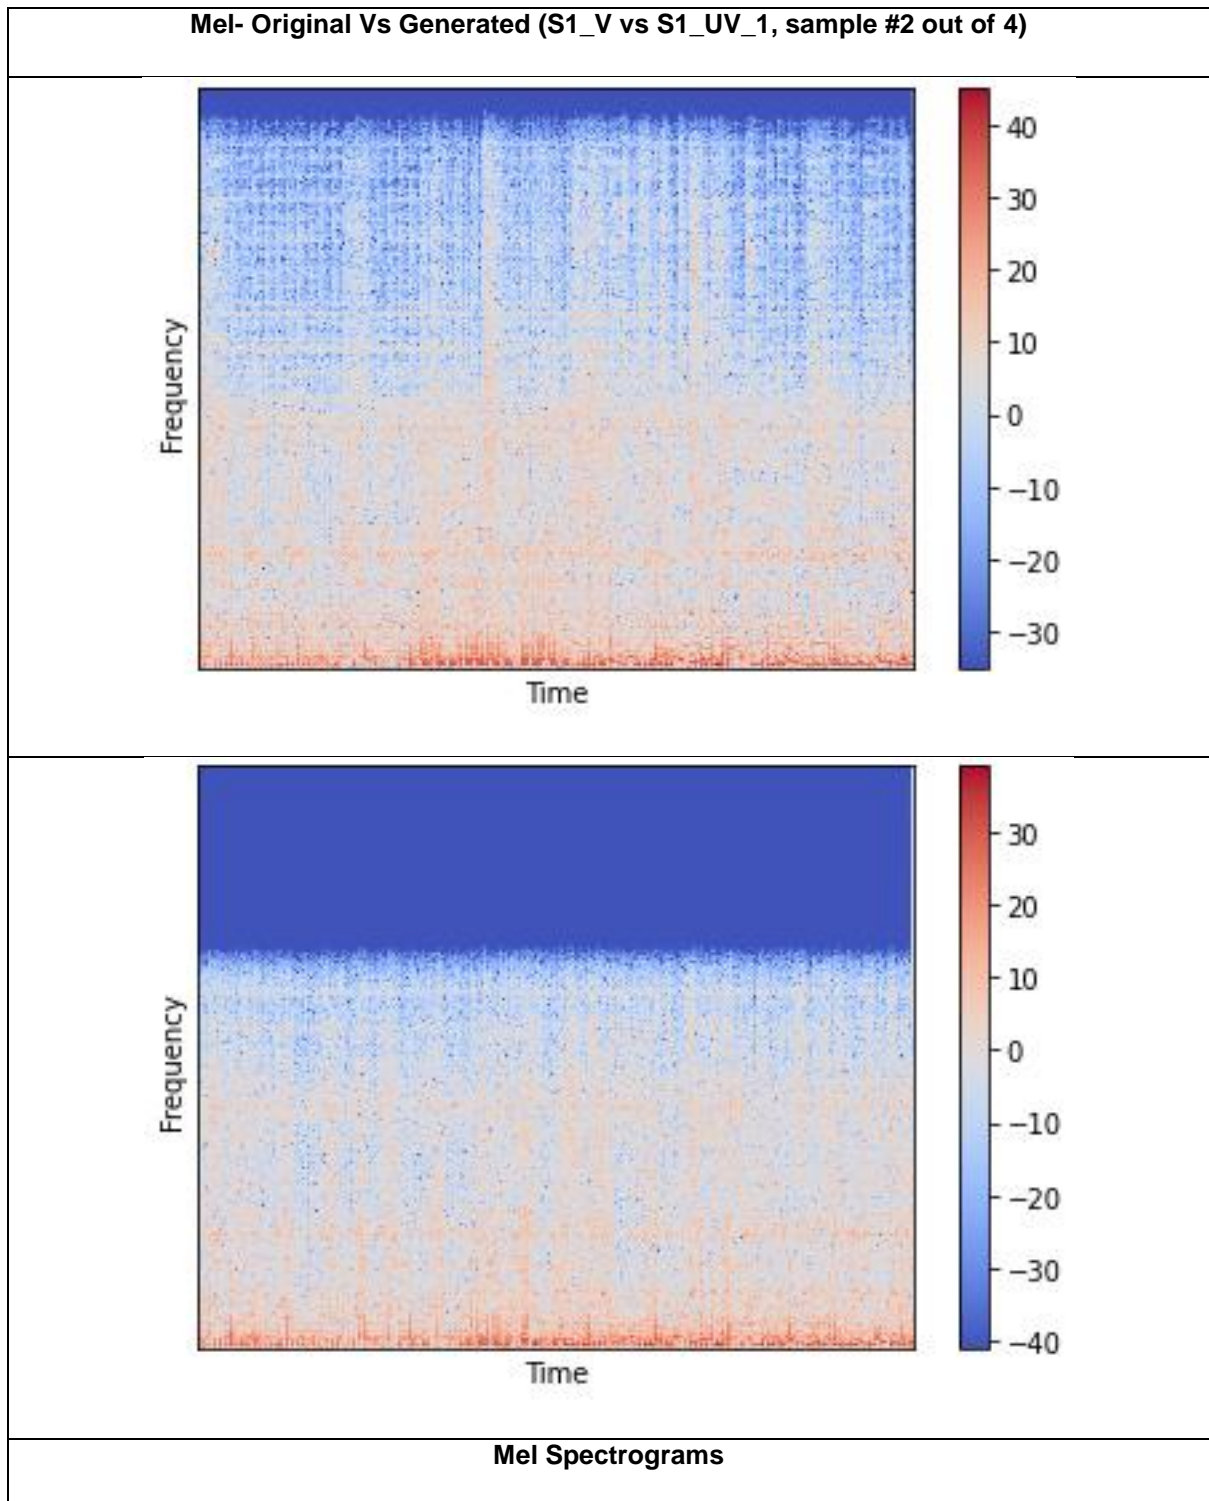 Mel- Original Vs Generated (S1_V vs S1_UV_1, sample #2 out of 4)
40
30
20
10
0
−10
−20
−30
Frequency
Time
30
20
10
0
−10
−20
−30
−40
Frequency
Time
Mel Spectrograms